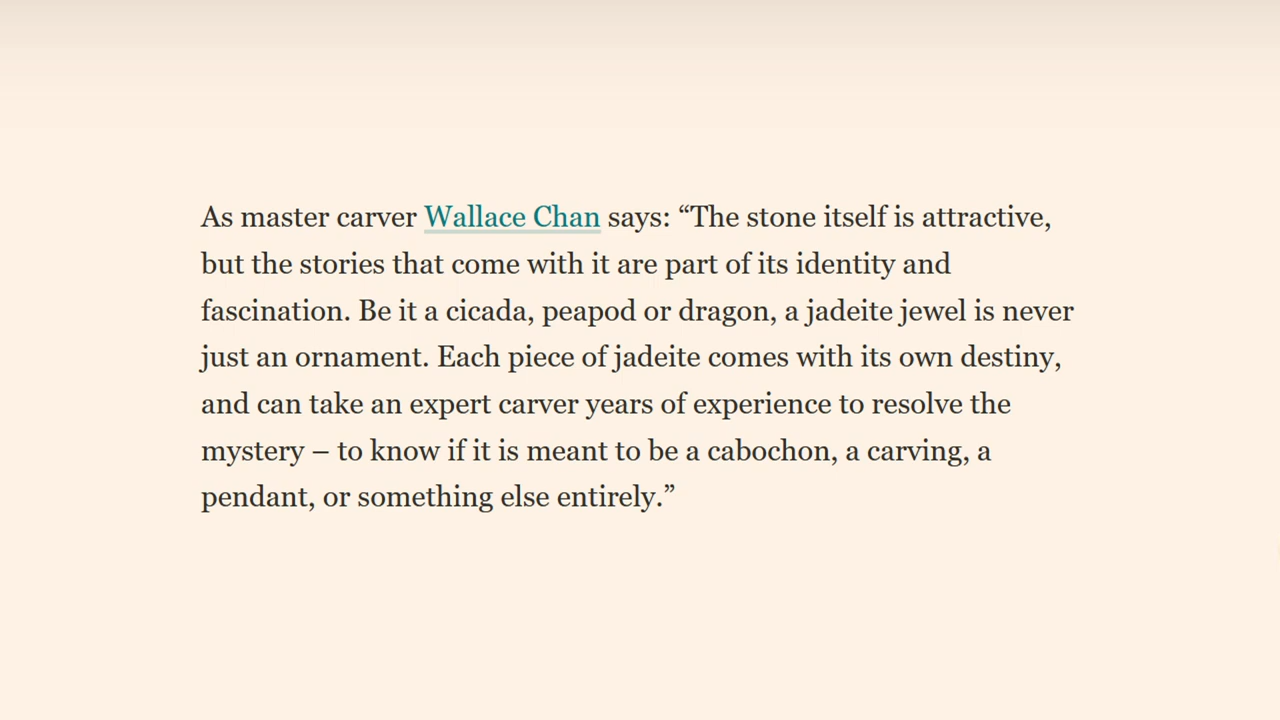 As master carver Wallace Chan says: “The stone itself is attractive,
but the stories that come with it are part of its identity and
fascination. Be it a cicada, peapod or dragon, a jadeite jewel is never
just an ornament. Each piece of jadeite comes with its own destiny,
and can take an expert carver years of experience to resolve the
mystery – to know if it is meant to be a cabochon, a carving, a
pendant, or something else entirely.”